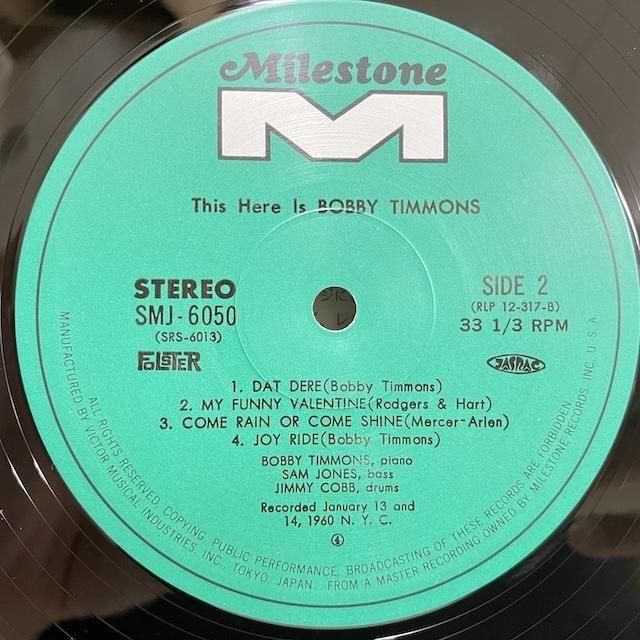 Milestone
M
This Here Is BOBBY TIMMONS
STEREO
SMJ-6050
(SRS-6013)
FOLSTER
SIDE 2
(RLP 12-317-B)
33 1/3 RPM
JASRAC
1. DAT DERE(Bobby Timmons)
2. MY FUNNY VALENTINE(Rodgers & Hart)
3. COME RAIN OR COME SHINE(Mercer-Arlen)
4. JOY RIDE(Bobby Timmons)
BOBBY TIMMONS, piano
SAM JONES, bass
JIMMY COBB, drums
Recorded January 13 and
14, 1960 N. Y. C.
④
ALL RIGHTS RESERVED, COPYING, PUBLIC PERFORMANCE, BROADCASTING OF THESE RECORDS ARE FORBIDDEN
MANUFACTURED BY VICTOR MUSICAL INDUSTRIES, INC. TOKYO, JAPAN. FROM A MASTER RECORDING OWNED BY MILESTONE RECORDS, INC. U.S.A.